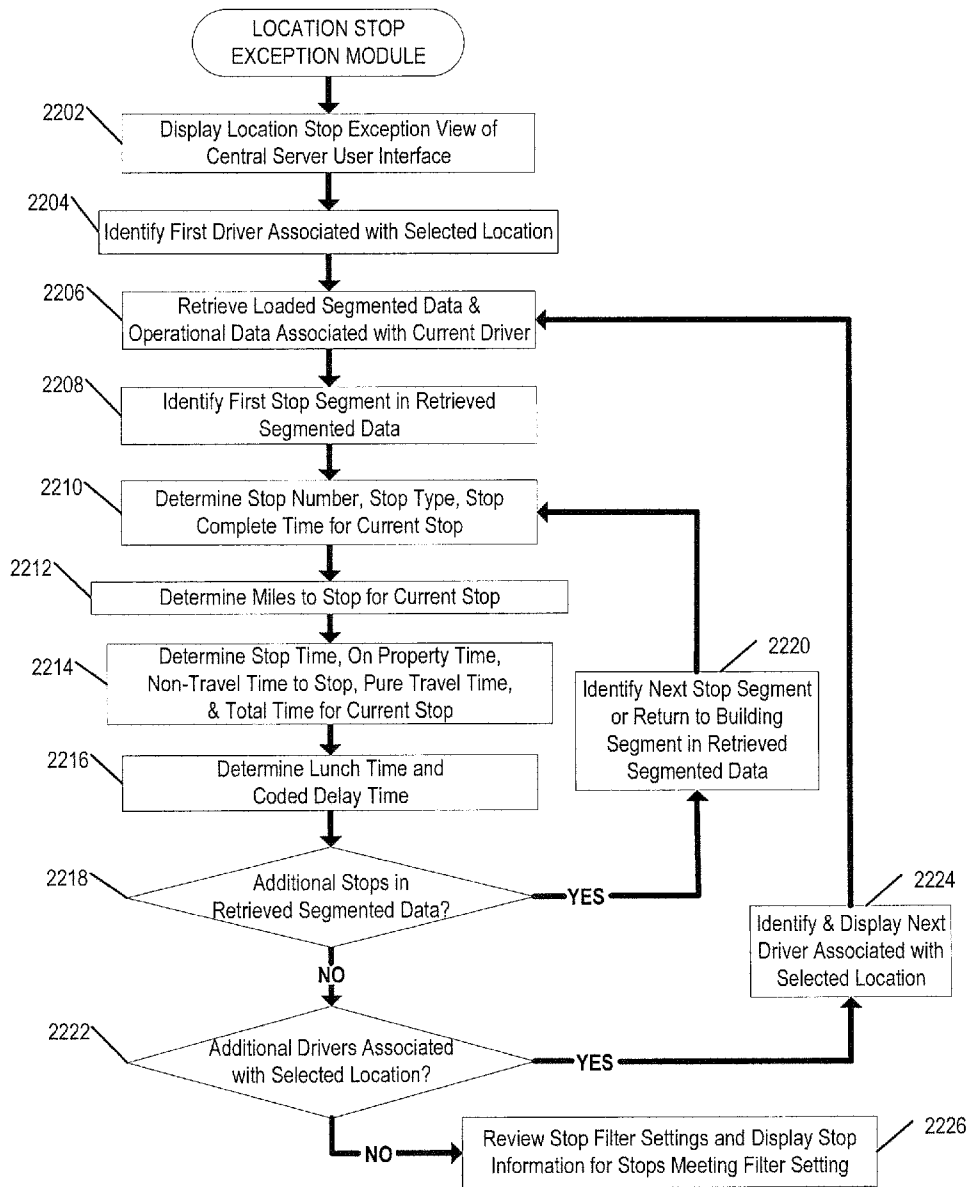 LOCATION STOP
EXCEPTION MODULE
2202
Display Location Stop Exception View of
Central Server User Interface
2204
Identify First Driver Associated with Selected Location
2206
Retrieve Loaded Segmented Data &
Operational Data Associated with Current Driver
2208
Identify First Stop Segment in Retrieved
Segmented Data
2210
Determine Stop Number, Stop Type, Stop
Complete Time for Current Stop
2212
Determine Miles to Stop for Current Stop
2214
Determine Stop Time, On Property Time,
Non-Travel Time to Stop, Pure Travel Time,
& Total Time for Current Stop
2220
Identify Next Stop Segment
or Return to Building
Segment in Retrieved
Segmented Data
2216
Determine Lunch Time and
Coded Delay Time
2218
Additional Stops in
Retrieved Segmented Data?
YES
2224
Identify & Display Next
Driver Associated with
Selected Location
NO
2222
Additional Drivers Associated
with Selected Location?
YES
NO
2226
Review Stop Filter Settings and Display Stop
Information for Stops Meeting Filter Setting